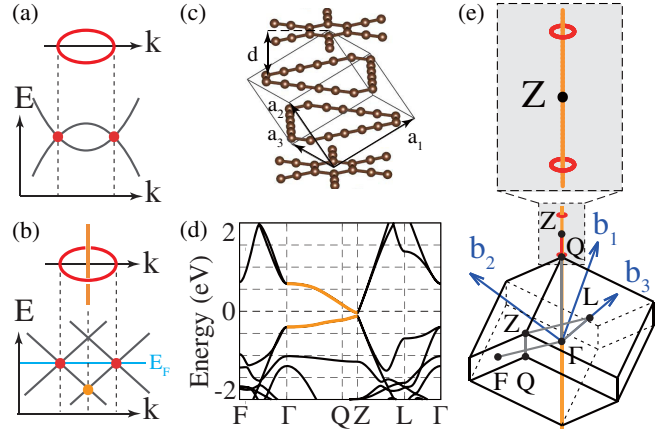 (a)
k
E
k
(b)
k
E
E_F
k
(c)
d
a_2
a_3
a_1
(d)
Energy (eV)
2
0
-2
F Γ Q Z L Γ
(e)
Z
Z
Q
b_1
b_2
b_3
L
Z
Γ
F
Q